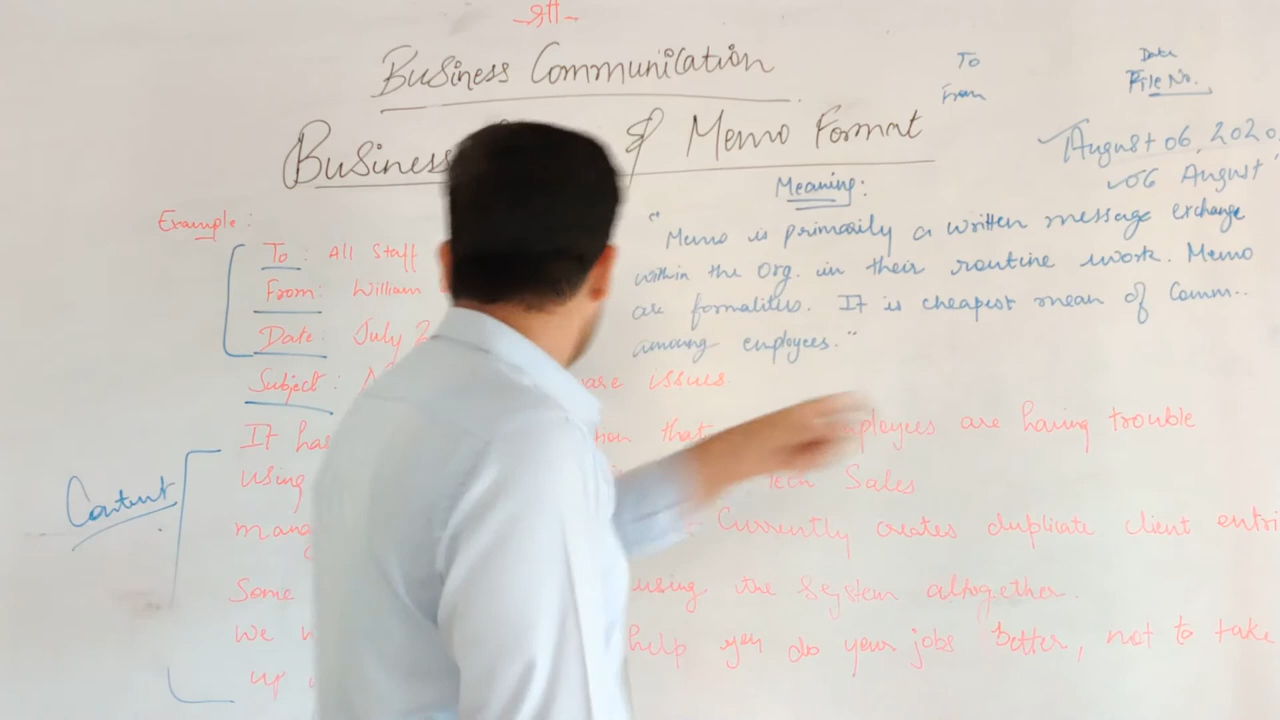 श्री
Business Communication
Business & Memo Format
To
From
Date
File No.
August 06, 2020
06 August
Meaning:
"Memo is primarily a written message exchange
within the Org. in their routine work. Memo
are formalities. It is cheapest mean of Comm..
among employees."
Example:
To: All Staff
From: William
Date: July 2
Subject: issues
It has that employees are having trouble
using Tech Sales
Currently creates duplicate client entri
Some using the System altogether.
We help you do your jobs better, not to take
up
Content